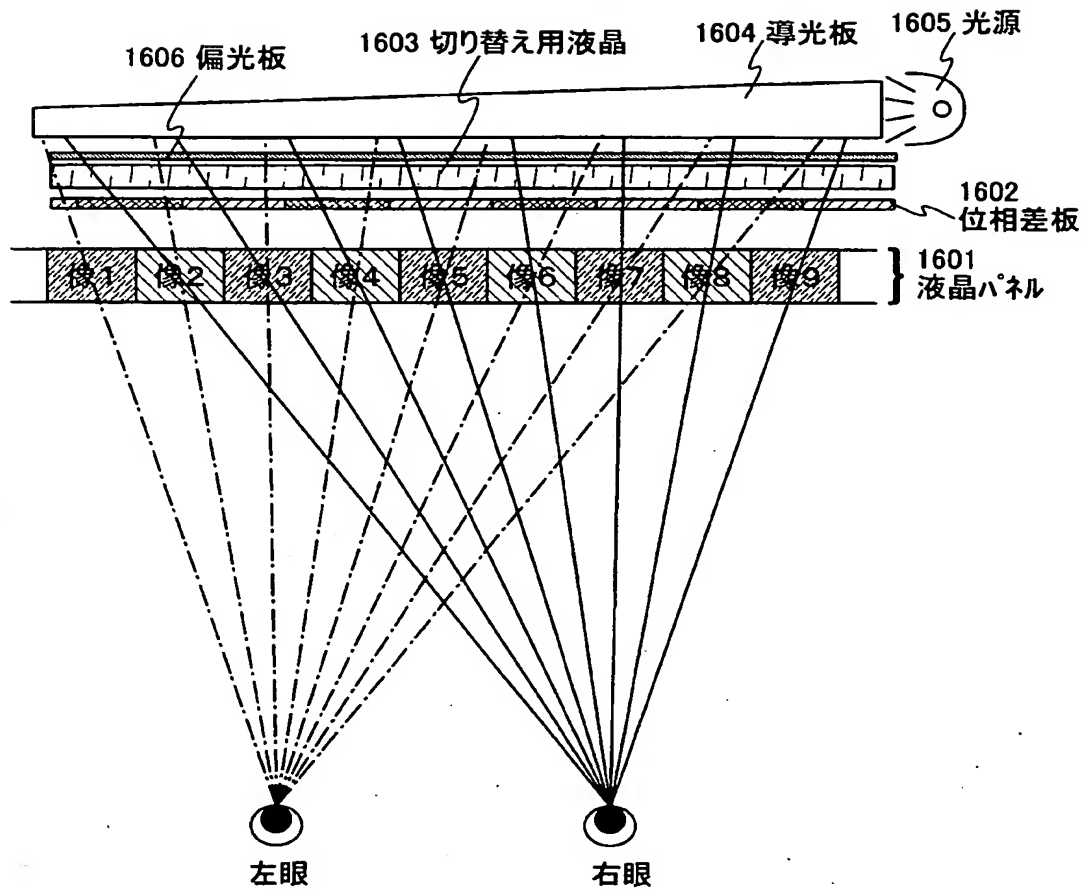 1606 偏光板
1603 切り替え用液晶
1604 導光板
1605 光源
1602
位相差板
像1 像2 像3 像4 像5 像6 像7 像8 像9
1601
液晶パネル
左眼
右眼